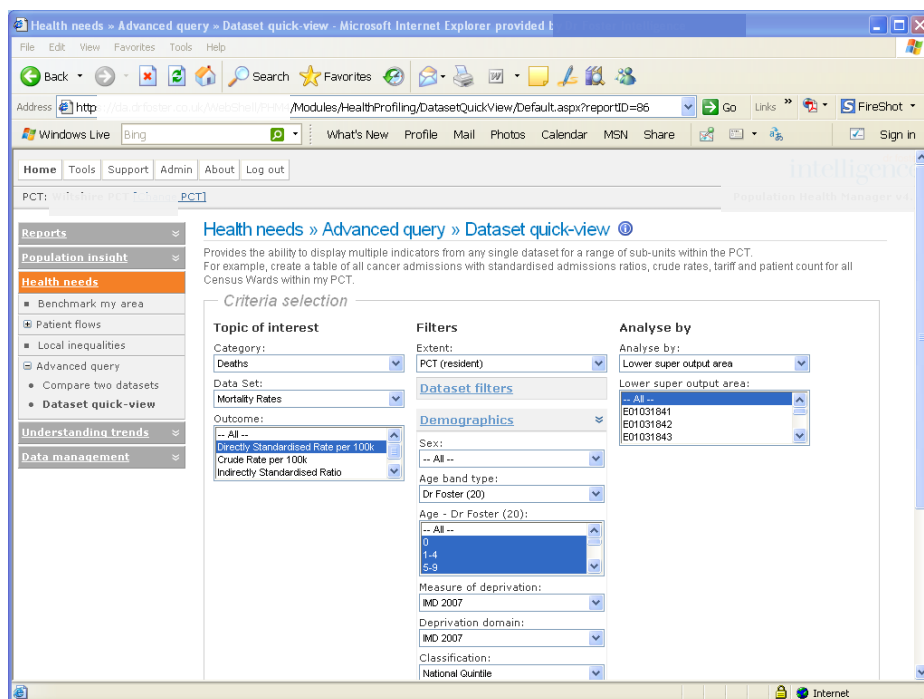 Health needs » Advanced query » Dataset quick-view - Microsoft Internet Explorer provided b
File Edit View Favorites Tools Help
Back Search Favorites
Address http /Modules/HealthProfiling/DatasetQuickView/Default.aspx?reportID=86 Go Links » FireShot
Windows Live Bing What's New Profile Mail Photos Calendar MSN Share Sign in
Home Tools Support Admin About Log out
intelligence
PCT: PCT]
Population Health Manager
Reports
Population insight
Health needs
Benchmark my area
Patient flows
Local inequalities
Advanced query
Compare two datasets
Dataset quick-view
Understanding trends
Data management
Health needs » Advanced query » Dataset quick-view
Provides the ability to display multiple indicators from any single dataset for a range of sub-units within the PCT.
For example, create a table of all cancer admissions with standardised admissions ratios, crude rates, tariff and patient count for all
Census Wards within my PCT.
Criteria selection
Topic of interest
Category:
Deaths
Data Set:
Mortality Rates
Outcome:
-- All --
Directly Standardised Rate per 100k
Crude Rate per 100k
Indirectly Standardised Ratio
Filters
Extent:
PCT (resident)
Dataset filters
Demographics
Sex:
-- All --
Age band type:
Dr Foster (20)
Age - Dr Foster (20):
-- All --
0
1-4
5-9
Measure of deprivation:
IMD 2007
Deprivation domain:
IMD 2007
Classification:
National Quintile
Analyse by
Analyse by:
Lower super output area
Lower super output area:
-- All --
E01031841
E01031842
E01031843
Internet